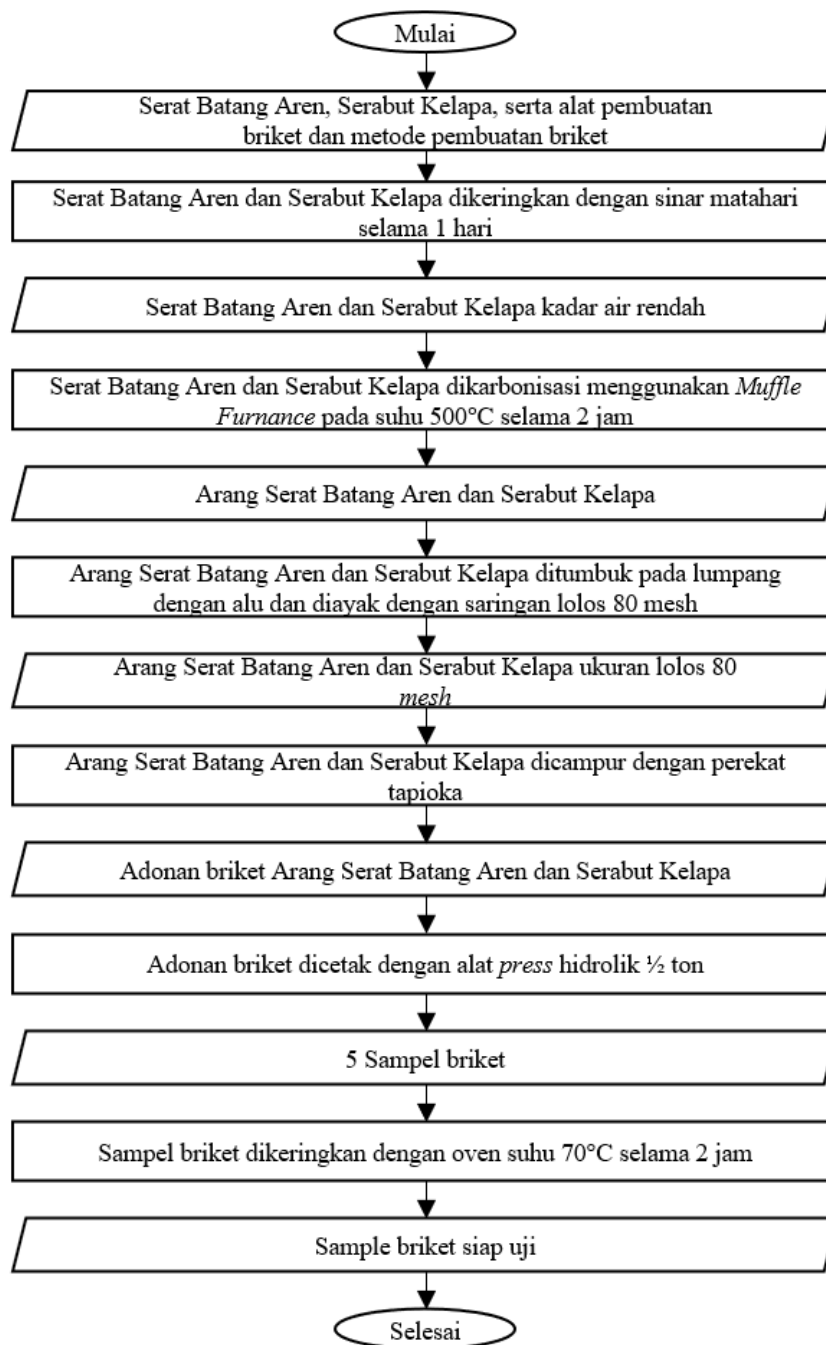 Mulai
Serat Batang Aren, Serabut Kelapa, serta alat pembuatan
briket dan metode pembuatan briket
Serat Batang Aren dan Serabut Kelapa dikeringkan dengan sinar matahari
selama 1 hari
Serat Batang Aren dan Serabut Kelapa kadar air rendah
Serat Batang Aren dan Serabut Kelapa dikarbonisasi menggunakan Muffle
Furnance pada suhu 500°C selama 2 jam
Arang Serat Batang Aren dan Serabut Kelapa
Arang Serat Batang Aren dan Serabut Kelapa ditumbuk pada lumpang
dengan alu dan diayak dengan saringan lolos 80 mesh
Arang Serat Batang Aren dan Serabut Kelapa ukuran lolos 80
mesh
Arang Serat Batang Aren dan Serabut Kelapa dicampur dengan perekat
tapioka
Adonan briket Arang Serat Batang Aren dan Serabut Kelapa
Adonan briket dicetak dengan alat press hidrolik ½ ton
5 Sampel briket
Sampel briket dikeringkan dengan oven suhu 70°C selama 2 jam
Sample briket siap uji
Selesai